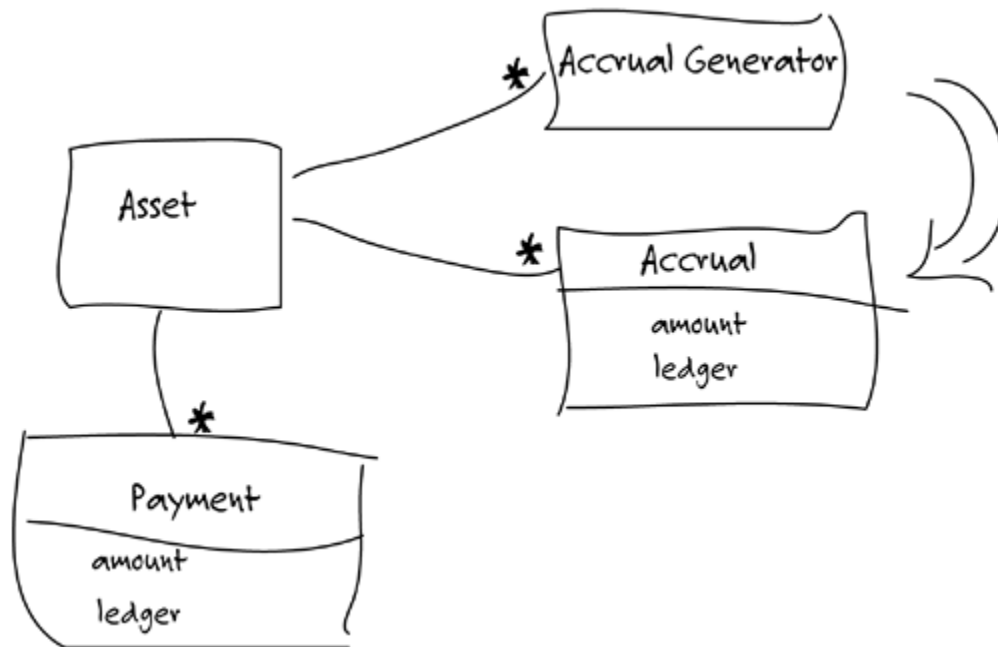 *
Accrual Generator
Asset
*
Accrual
amount
ledger
*
Payment
amount
ledger